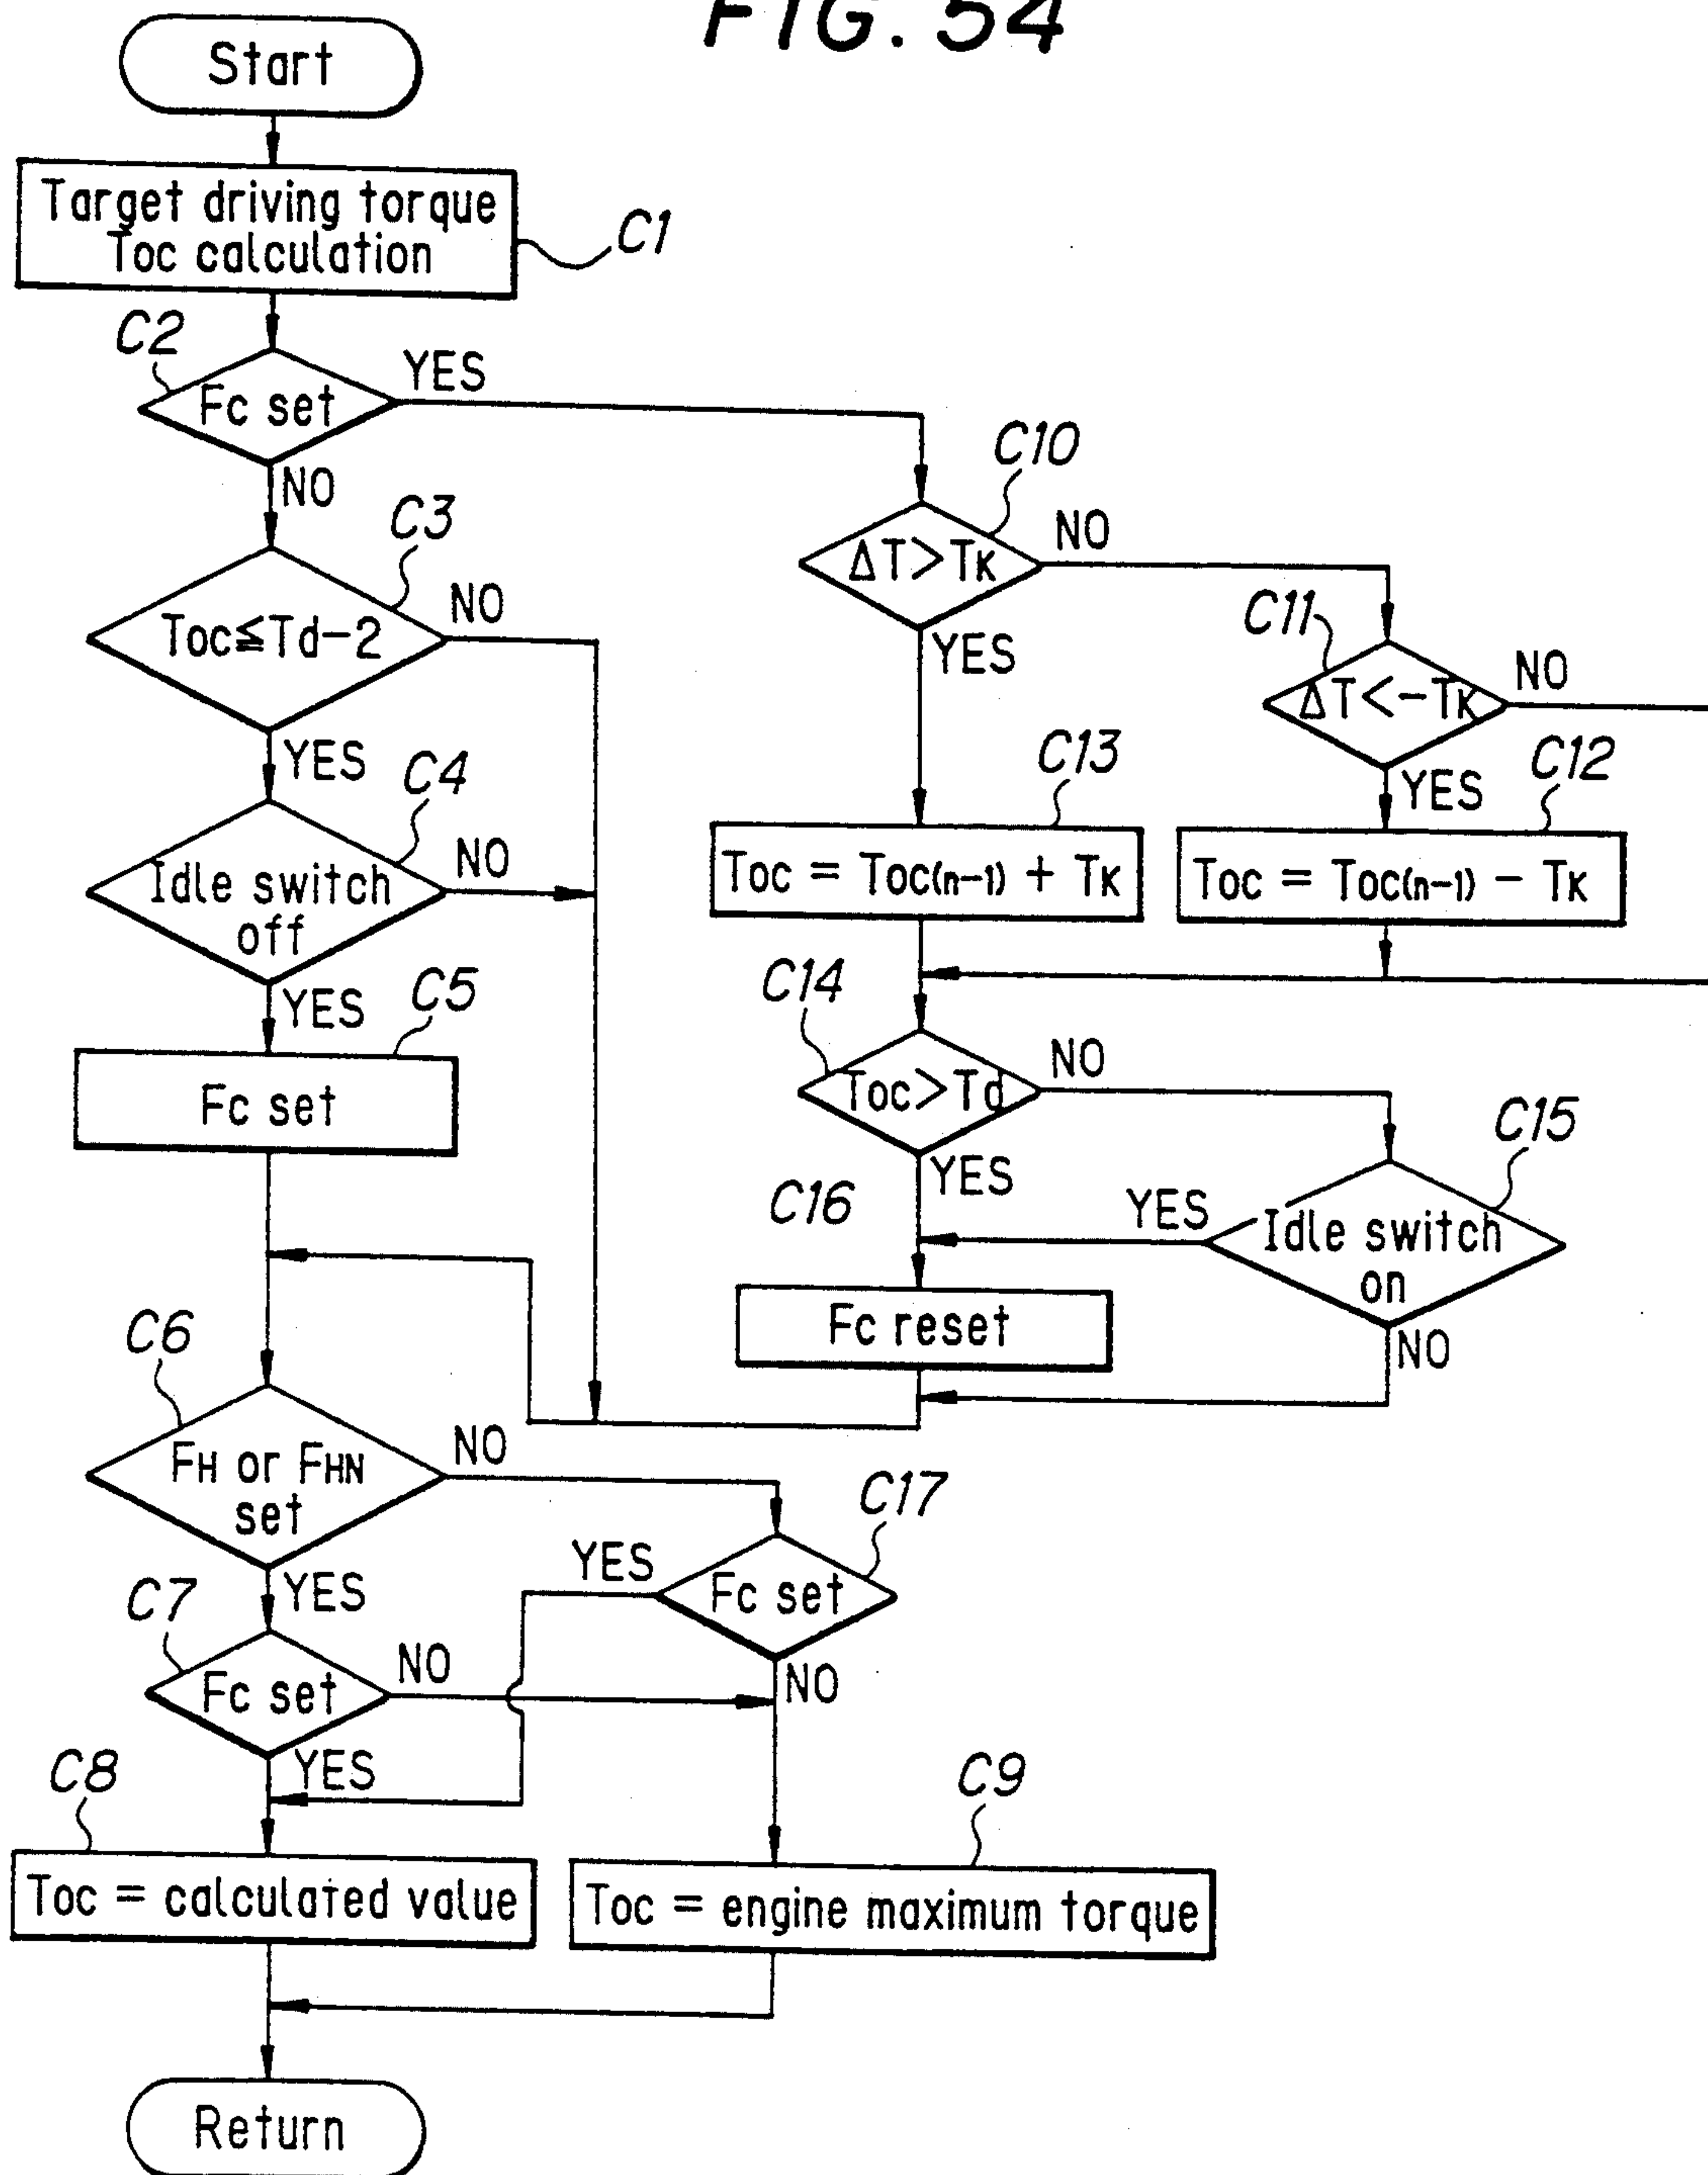 FIG. 54
Start
Target driving torque
Toc calculation
C1
C2
Fc set
YES
NO
C3
Toc≦Td-2
NO
YES
C4
Idle switch
off
NO
YES
C5
Fc set
C10
ΔT>TK
NO
YES
C11
ΔT<-TK
NO
YES
C13
Toc = Toc(n-1) + TK
C12
Toc = Toc(n-1) - TK
C14
Toc>Td
NO
YES
C15
Idle switch
on
YES
NO
C16
Fc reset
C6
FH or FHN
set
NO
YES
C17
Fc set
YES
NO
C7
Fc set
NO
YES
C8
Toc = calculated value
C9
Toc = engine maximum torque
Return